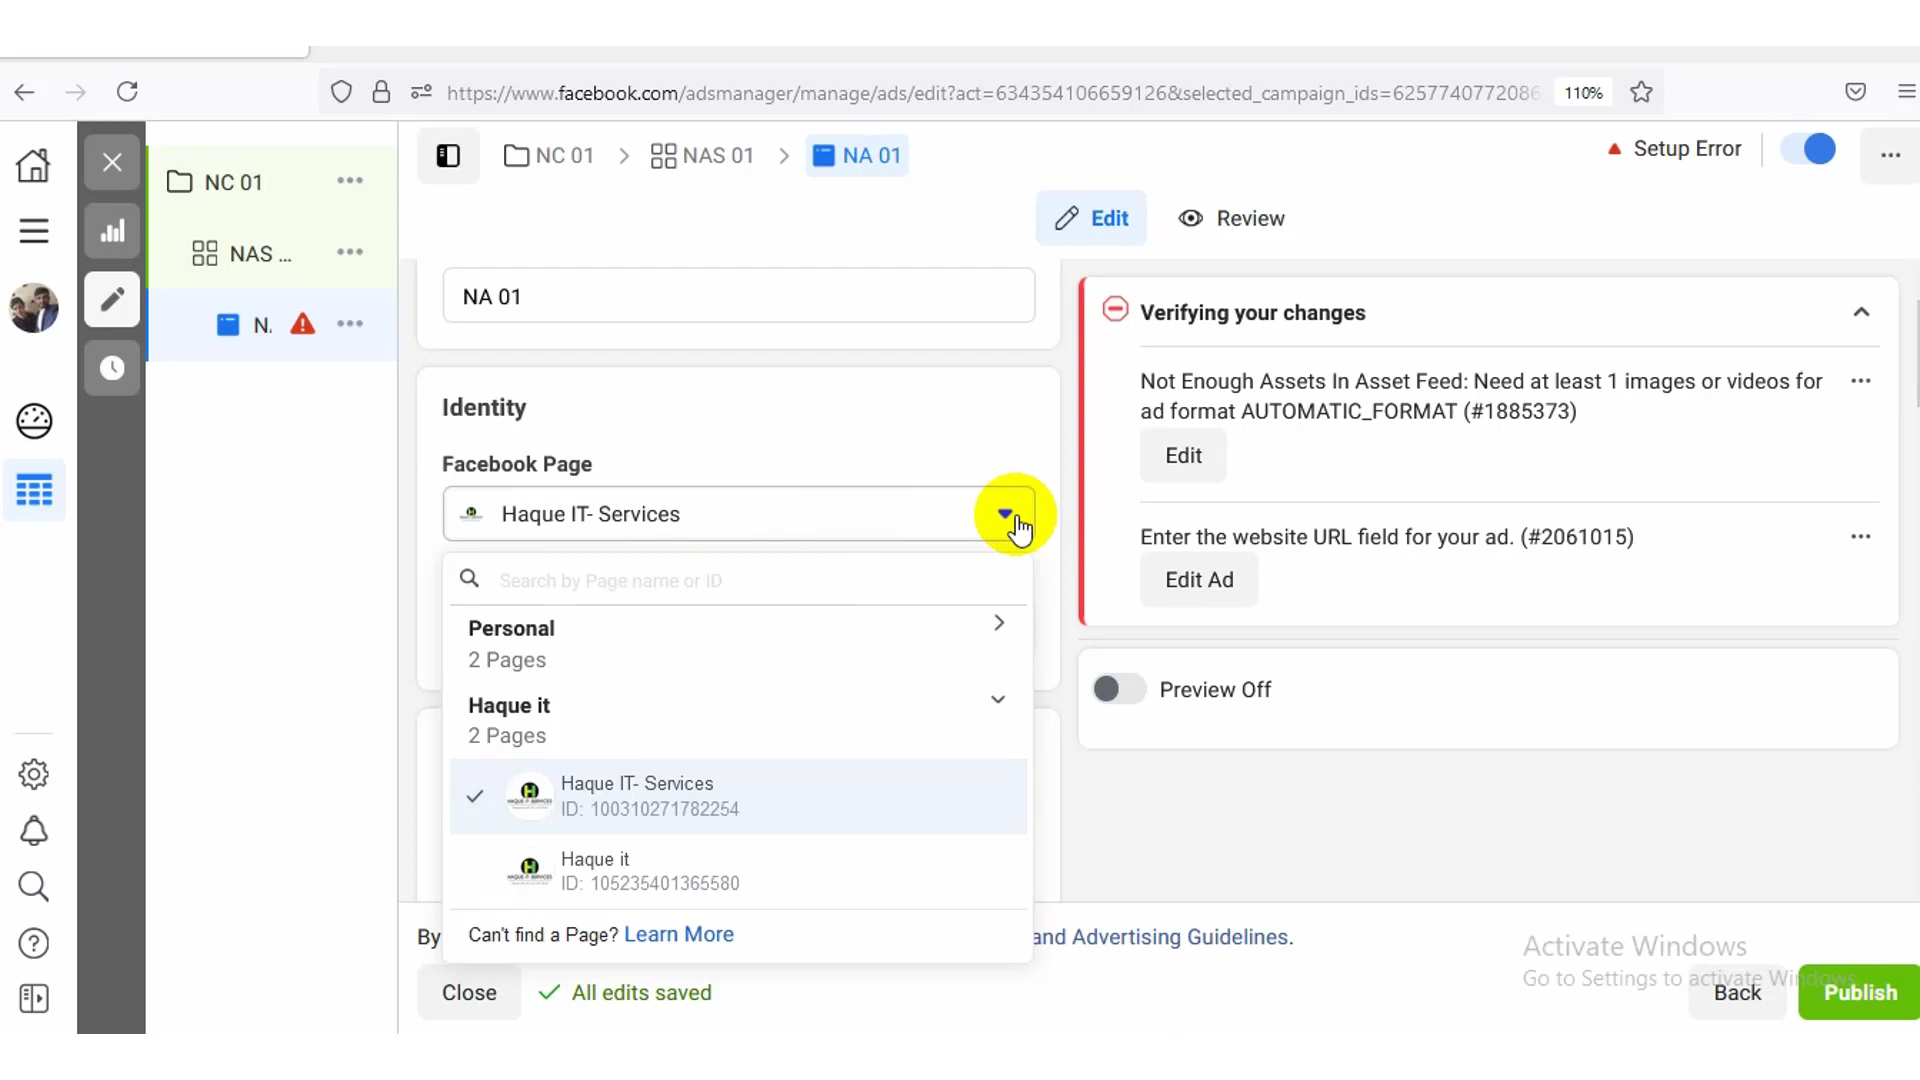 https://www.facebook.com/adsmanager/manage/ads/edit?act=634354106659126&selected_campaign_ids=6257740772086
110%
NC 01
NAS 01
NA 01
Setup Error
NC 01
NAS ...
N.
Edit
Review
NA 01
Identity
Facebook Page
Haque IT- Services
Search by Page name or ID
Personal
2 Pages
Haque it
2 Pages
Haque IT- Services
ID: 100310271782254
Haque it
ID: 105235401365580
Can't find a Page? Learn More
Verifying your changes
Not Enough Assets In Asset Feed: Need at least 1 images or videos for
ad format AUTOMATIC_FORMAT (#1885373)
Edit
Enter the website URL field for your ad. (#2061015)
Edit Ad
Preview Off
By
and Advertising Guidelines.
Close
All edits saved
Activate Windows
Go to Settings to activate Windows.
Back
Publish